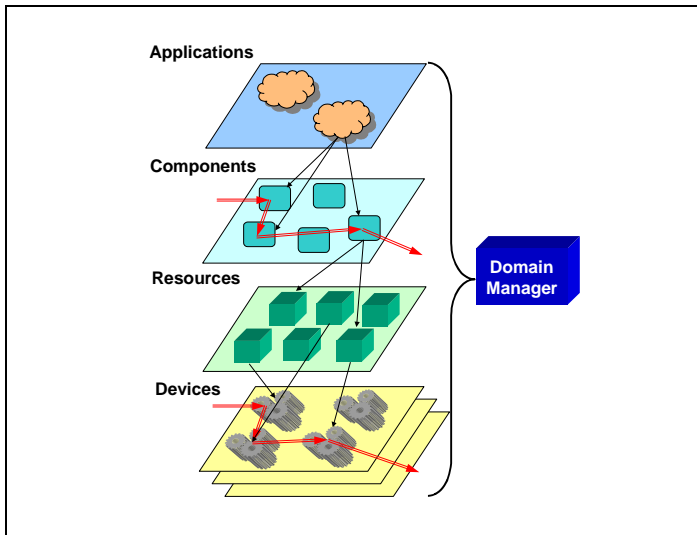 Applications
Components
Resources
Devices
Domain
Manager